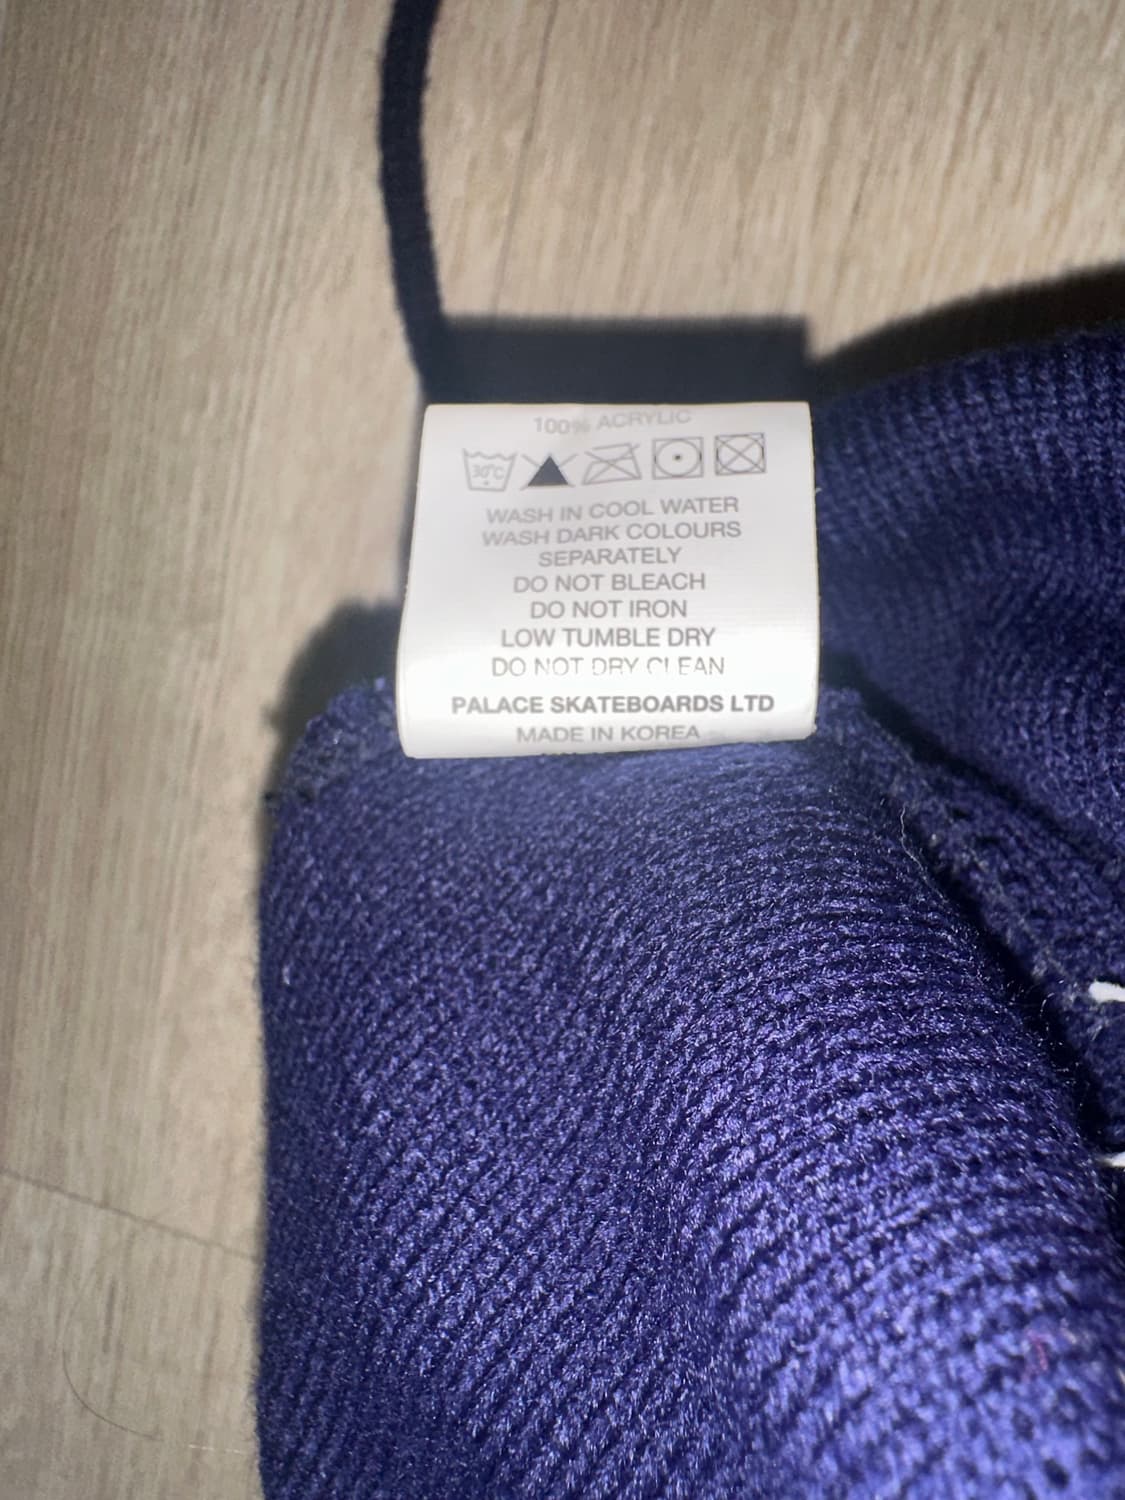 100% ACRYLIC
30°C
WASH IN COOL WATER
WASH DARK COLOURS
SEPARATELY
DO NOT BLEACH
DO NOT IRON
LOW TUMBLE DRY
DO NOT DRY CLEAN
PALACE SKATEBOARDS LTD
MADE IN KOREA